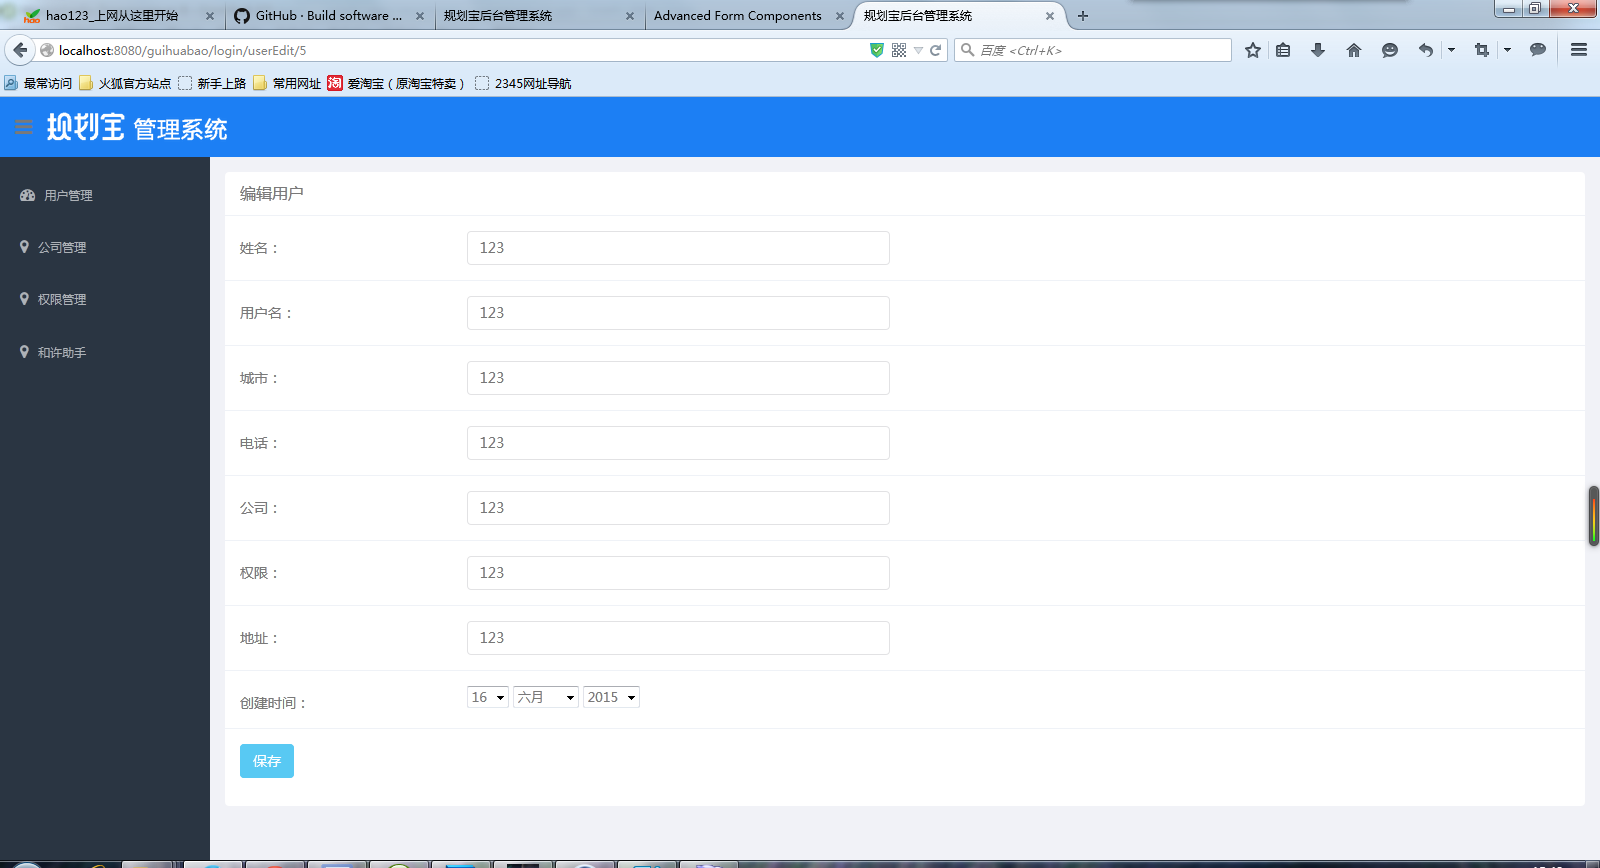 hao123_上网从这里开始
GitHub · Build software ...
规划宝后台管理系统
Advanced Form Components
规划宝后台管理系统
localhost:8080/guihuabao/login/userEdit/5
百度 <Ctrl+K>
最常访问 火狐官方站点 新手上路 常用网址 淘 爱淘宝（原淘宝特卖） 2345网址导航
规划宝 管理系统
用户管理
公司管理
权限管理
和许助手
编辑用户
姓名： 123
用户名： 123
城市： 123
电话： 123
公司： 123
权限： 123
地址： 123
创建时间： 16 六月 2015
保存